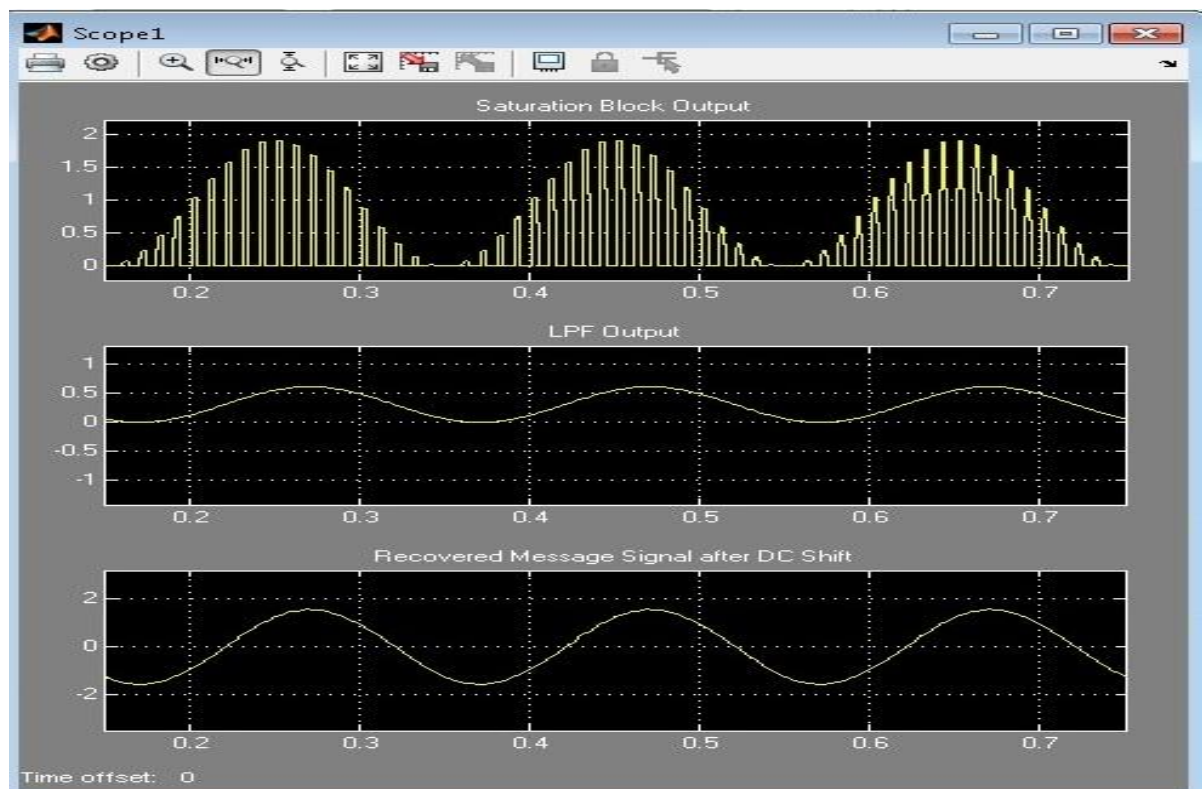 Scope1
Saturation Block Output
2
1.5
1
0.5
0
0.2 0.3 0.4 0.5 0.6 0.7
LPF Output
1
0.5
0
-0.5
-1
0.2 0.3 0.4 0.5 0.6 0.7
Recovered Message Signal after DC Shift
2
0
-2
0.2 0.3 0.4 0.5 0.6 0.7
Time offset: 0